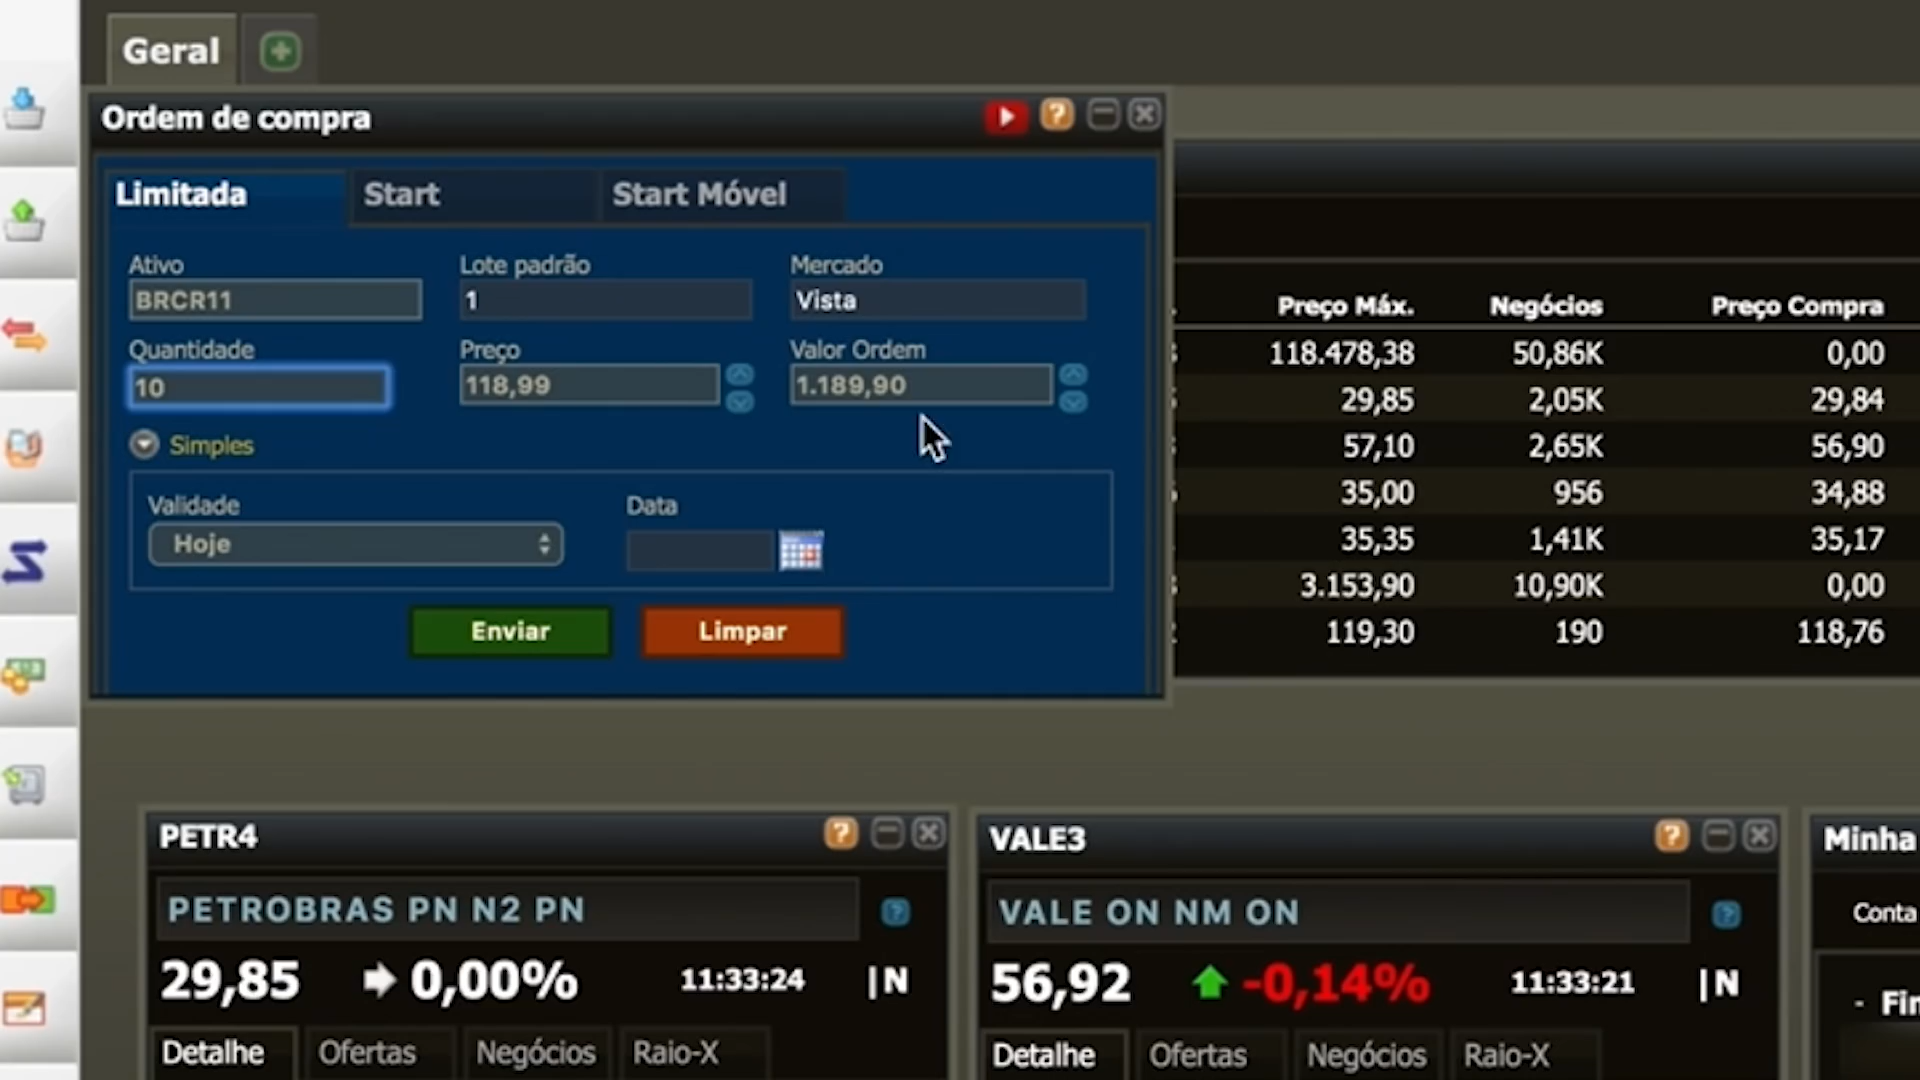 Geral
Ordem de compra
Limitada Start Start Móvel
Ativo Lote padrão Mercado
BRCR11 1 Vista
Quantidade Preço Valor Ordem
10 118,99 1.189,90
Simples
Validade Data
Hoje
Enviar Limpar
Preço Máx. Negócios Preço Compra
118.478,38 50,86K 0,00
29,85 2,05K 29,84
57,10 2,65K 56,90
35,00 956 34,88
35,35 1,41K 35,17
3.153,90 10,90K 0,00
119,30 190 118,76
PETR4
PETROBRAS PN N2 PN
29,85 0,00% 11:33:24 |N
Detalhe Ofertas Negócios Raio-X
VALE3
VALE ON NM ON
56,92 -0,14% 11:33:21 |N
Detalhe Ofertas Negócios Raio-X
Minha
Conta